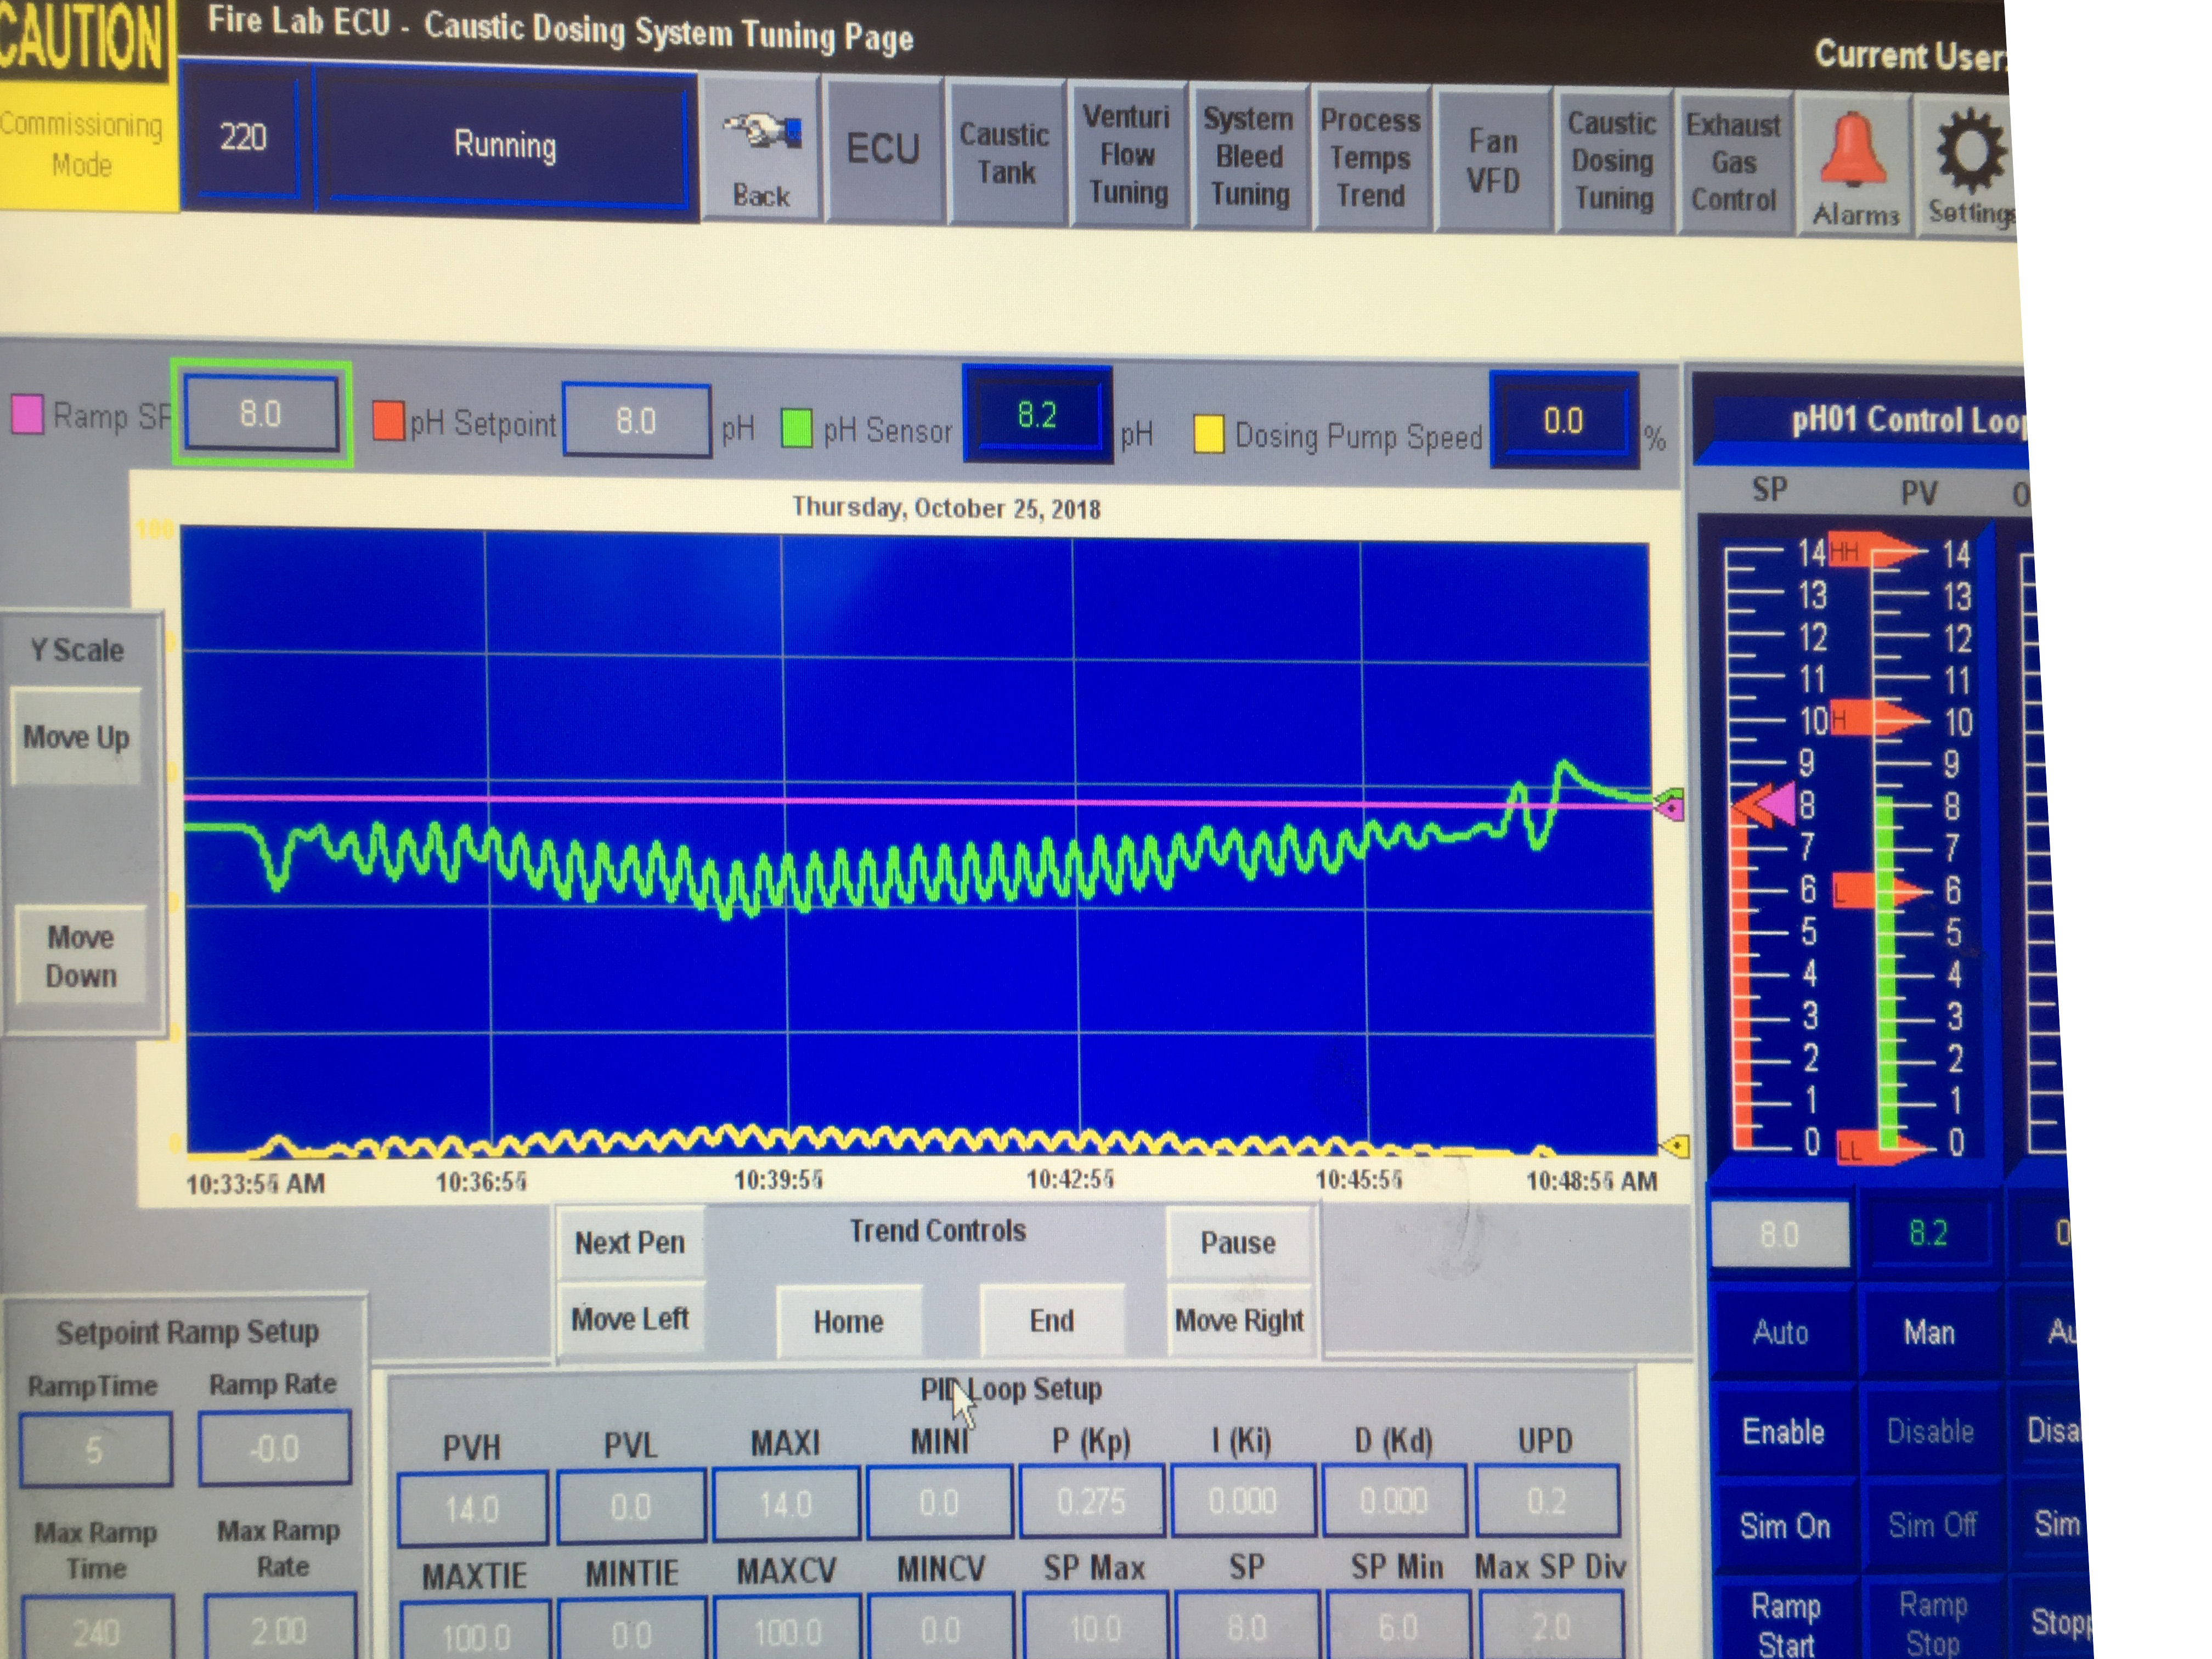 CAUTION
Commissioning
Mode
Fire Lab ECU - Caustic Dosing System Tuning Page
Current User:
220
Running
Back
ECU
Caustic
Tank
Venturi
Flow
Tuning
System
Bleed
Tuning
Process
Temps
Trend
Fan
VFD
Caustic
Dosing
Tuning
Exhaust
Gas
Control
Alarms
Settings
Ramp SP 8.0 pH Setpoint 8.0 pH pH Sensor 8.2 pH Dosing Pump Speed 0.0 %
pH01 Control Loop
SP PV
Thursday, October 25, 2018
100
0
Y Scale
Move Up
Move
Down
14 HH 14
13 13
12 12
11 11
10 H 10
9 9
8 8
7 7
6 L 6
5 5
4 4
3 3
2 2
1 1
0 LL 0
10:33:55 AM 10:36:55 10:39:55 10:42:55 10:45:55 10:48:55 AM
Next Pen
Trend Controls
Pause
Move Left
Home
End
Move Right
8.0 8.2 0
Auto Man Au
Enable Disable Disa
Sim On Sim Off Sim
Ramp
Start
Ramp
Stop
Stopp
Setpoint Ramp Setup
RampTime Ramp Rate
5 -0.0
Max Ramp
Time
Max Ramp
Rate
240 2.00
PID Loop Setup
PVH PVL MAXI MINI P (Kp) I (Ki) D (Kd) UPD
14.0 0.0 14.0 0.0 0.275 0.000 0.000 0.2
MAXTIE MINTIE MAXCV MINCV SP Max SP SP Min Max SP Div
100.0 0.0 100.0 0.0 10.0 8.0 6.0 2.0